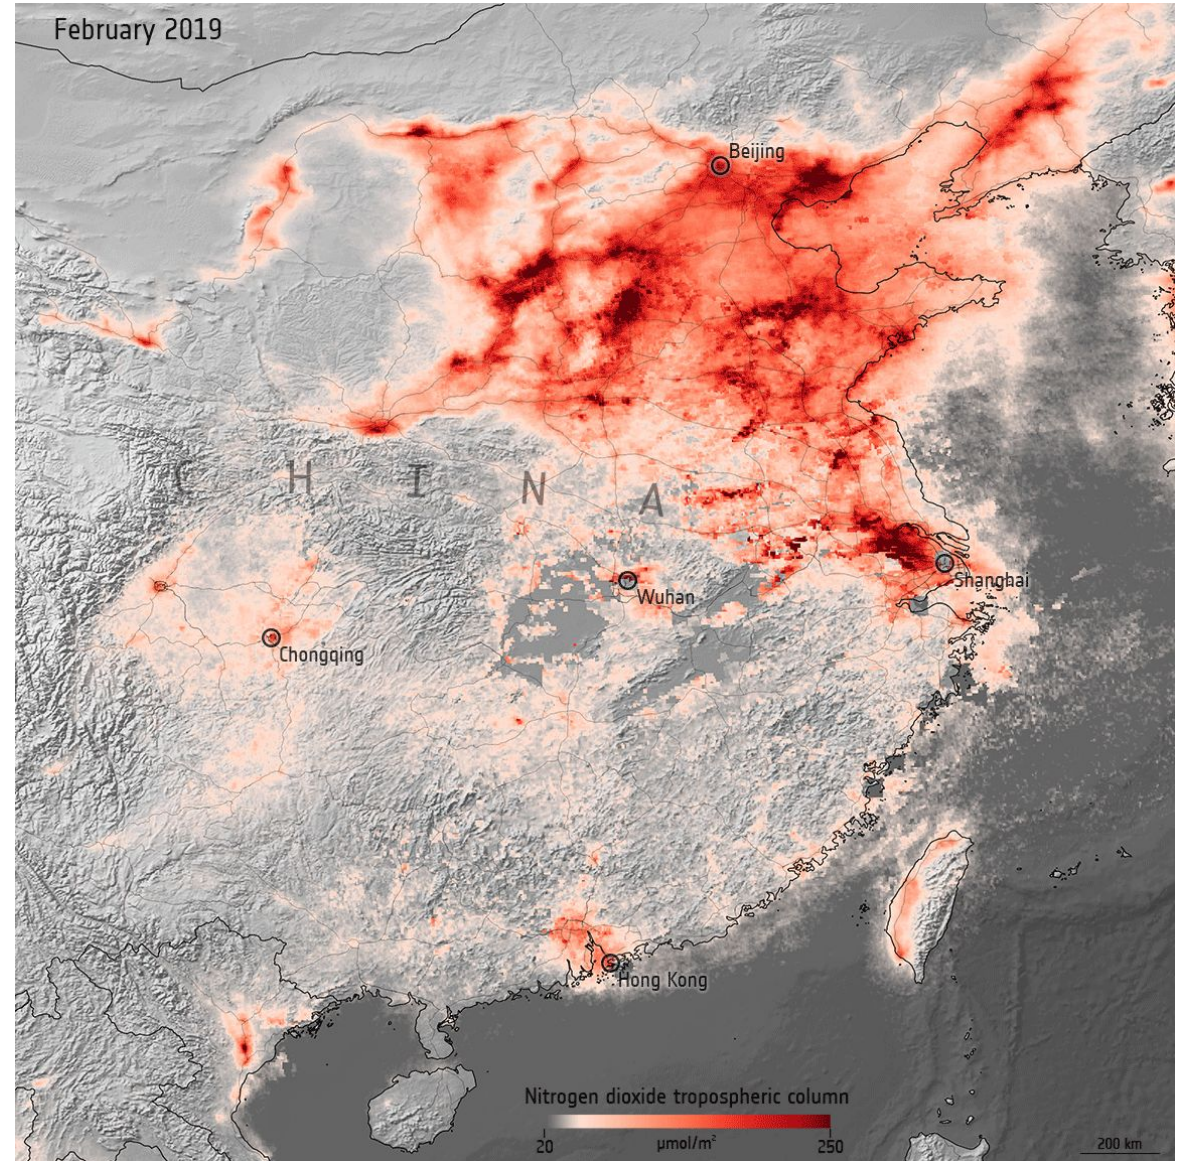 February 2019
Beijing
C H I N A
Shanghai
Wuhan
Chongqing
Hong Kong
Nitrogen dioxide tropospheric column
20 µmol/m² 250
200 km